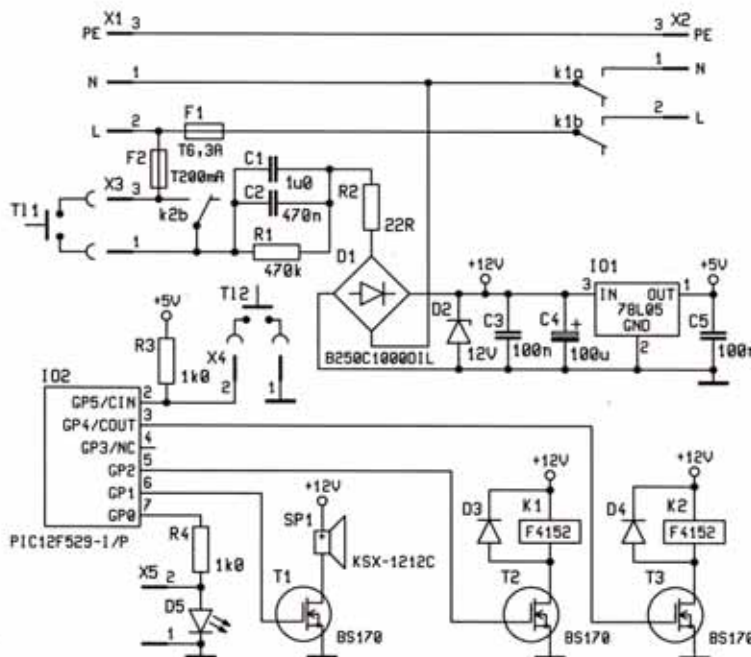 X1 X2
PE 3 3 PE
N 1 k1a 1 N
L 2 F1 k1b 2 L
T6,3A
F2 T200mA
C1 1u0
C2 470n
R2 22R
X3 3
Tl1
k2b
1
R1 470k
D1
Tl2
+12V
IO1
3 IN OUT 1
78L05
GND
2
+5V
+5V
R3 1k0
X4 2 1
B250C1000DIL
D2 12V
C3 100n
C4 + 100u
C5
IO2
GP5/CIN 2
GP4/COUT 3
GP3/NC 4
GP2 5
GP1 6
GP0 7
PIC12F529-I/P
R4 1k0
X5 2
D5
1
+12V
SP1
KSX-1212C
T1
BS170
+12V
D3 K1
F4152
T2
BS170
+12V
D4 K2
F4152
T3
BS170